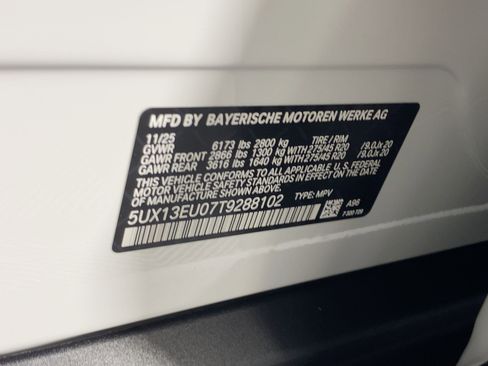 MFD BY BAYERISCHE MOTOREN WERKE AG
11/25
GVWR 6173 lbs 2800 kg TIRE / RIM
GAWR FRONT 2866 lbs 1300 kg WITH 275/45 R20 / 9.0J x 20
GAWR REAR 3616 lbs 1640 kg WITH 275/45 R20 / 9.0J x 20
THIS VEHICLE CONFORMS TO ALL APPLICABLE U.S. FEDERAL
MOTOR VEHICLE SAFETY STANDARDS IN EFFECT ON THE DATE
OF MANUFACTURE SHOWN ABOVE. TYPE: MPV
5UX13EU07T9288102
A96